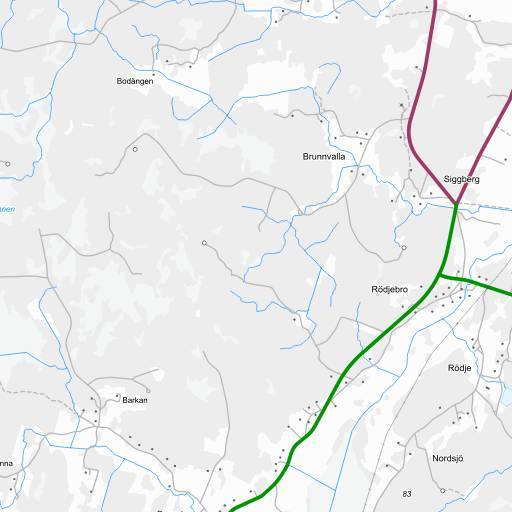 Bodängen
Brunnvalla
Siggberg
Rödjebro
Rödje
Barkan
Nordsjö
83